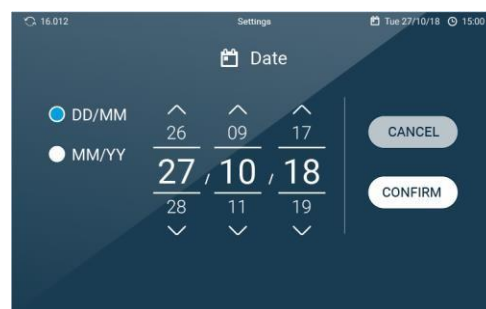 16.012 Settings Tue 27/10/18 15:00
Date
DD/MM
MM/YY
26 09 17
27 / 10 / 18
28 11 19
CANCEL
CONFIRM